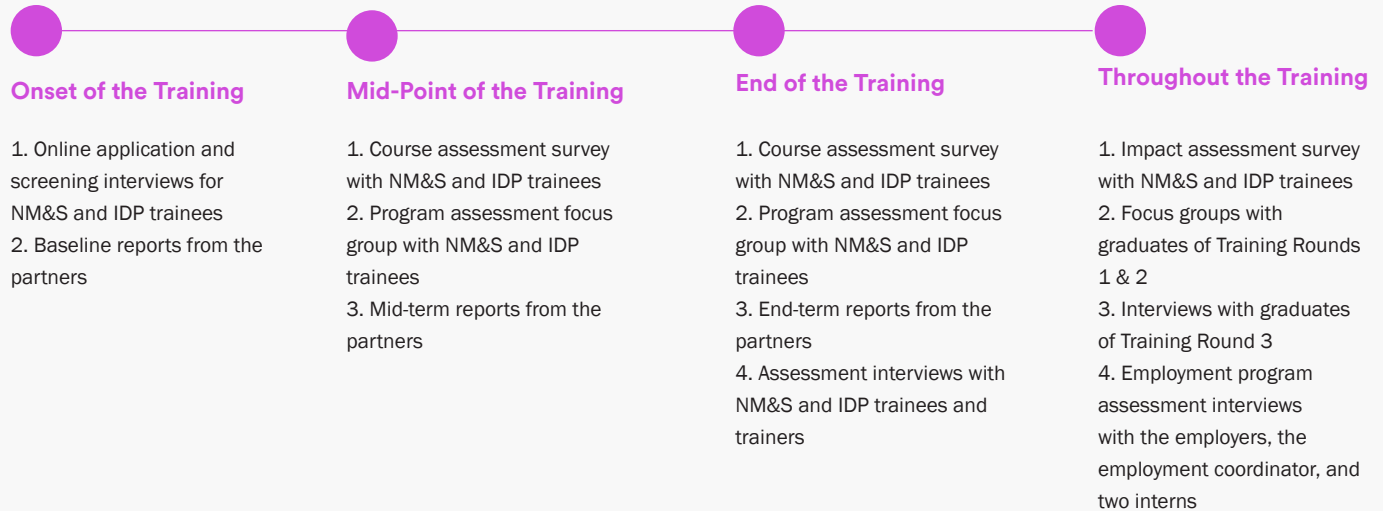 Onset of the Training
1. Online application and
screening interviews for
NM&S and IDP trainees
2. Baseline reports from the
partners
Mid-Point of the Training
1. Course assessment survey
with NM&S and IDP trainees
2. Program assessment focus
group with NM&S and IDP
trainees
3. Mid-term reports from the
partners
End of the Training
1. Course assessment survey
with NM&S and IDP trainees
2. Program assessment focus
group with NM&S and IDP
trainees
3. End-term reports from the
partners
4. Assessment interviews with
NM&S and IDP trainees and
trainers
Throughout the Training
1. Impact assessment survey
with NM&S and IDP trainees
2. Focus groups with
graduates of Training Rounds
1 & 2
3. Interviews with graduates
of Training Round 3
4. Employment program
assessment interviews
with the employers, the
employment coordinator, and
two interns